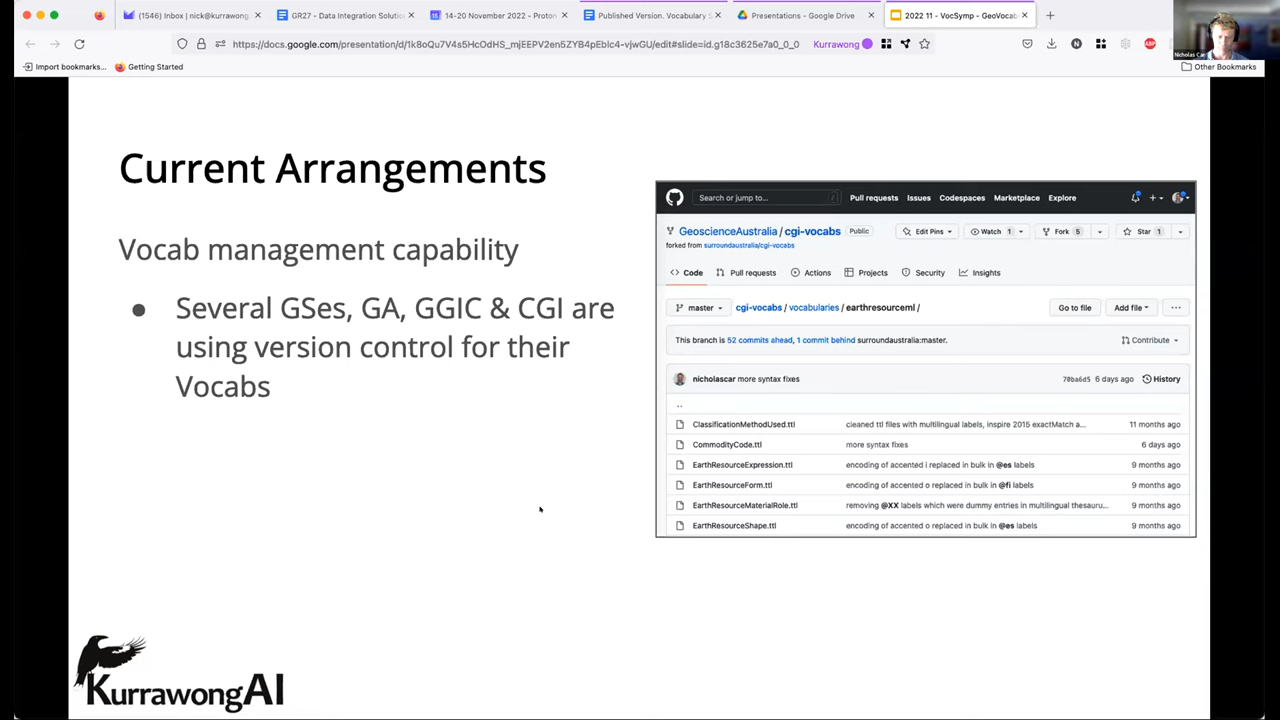 (1546) Inbox | nick@kurrawong.
GR27 - Data Integration Solution
14-20 November 2022 - Proton
Published Version. Vocabulary S
Presentations - Google Drive
2022 11 - VocSymp - GeoVocab
https://docs.google.com/presentation/d/1k8oQu7V4s5HcOdHS_mjEEPV2en5ZYB4pEblc4-vjwGU/edit#slide=id.g18c3625e7a0_0_0
Kurrawong
Import bookmarks...
Getting Started
Other Bookmarks
Current Arrangements
Vocab management capability
● Several GSes, GA, GGIC & CGI are
using version control for their
Vocabs
Search or jump to...
/
Pull requests Issues Codespaces Marketplace Explore
GeoscienceAustralia / cgi-vocabs Public
Edit Pins Watch 1 Fork 5 Star 1
forked from surroundaustralia/cgi-vocabs
<> Code Pull requests Actions Projects Security Insights
master cgi-vocabs / vocabularies / earthresourceml / Go to file Add file ...
This branch is 52 commits ahead, 1 commit behind surroundaustralia:master. Contribute
nicholascar more syntax fixes 70ba6d5 6 days ago History
..
ClassificationMethodUsed.ttl cleaned ttl files with multilingual labels, inspire 2015 exactMatch a... 11 months ago
CommodityCode.ttl more syntax fixes 6 days ago
EarthResourceExpression.ttl encoding of accented i replaced in bulk in @es labels 9 months ago
EarthResourceForm.ttl encoding of accented o replaced in bulk in @fi labels 9 months ago
EarthResourceMaterialRole.ttl removing @XX labels which were dummy entries in multilingual thesauru... 9 months ago
EarthResourceShape.ttl encoding of accented o replaced in bulk in @es labels 9 months ago
KurrawongAI